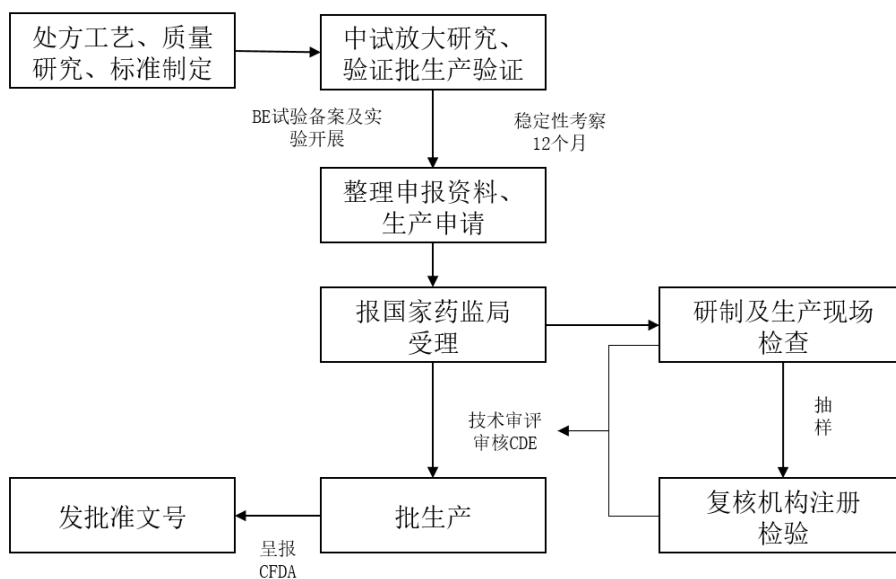 处方工艺、质量
研究、标准制定
中试放大研究、
验证批生产验证
BE试验备案及实
验开展
稳定性考察
12个月
整理申报资料、
生产申请
报国家药监局
受理
研制及生产现场
检查
技术审评
审核CDE
抽
样
发批准文号
批生产
复核机构注册
检验
呈报
CFDA